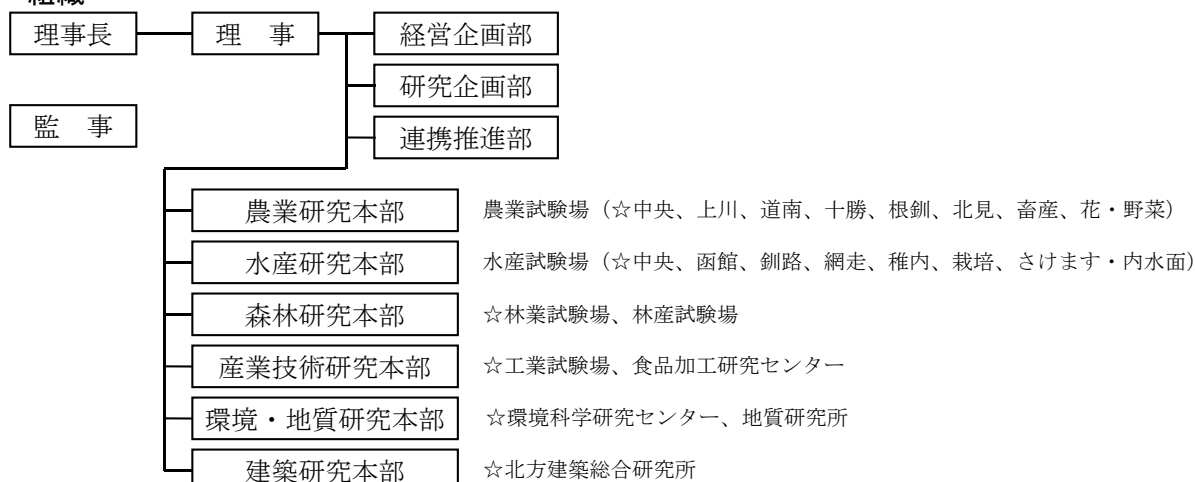 組織
理事長 理　事 経営企画部
研究企画部
監　事 連携推進部
農業研究本部 農業試験場（☆中央、上川、道南、十勝、根釧、北見、畜産、花・野菜）
水産研究本部 水産試験場（☆中央、函館、釧路、網走、稚内、栽培、さけます・内水面）
森林研究本部 ☆林業試験場、林産試験場
産業技術研究本部 ☆工業試験場、食品加工研究センター
環境・地質研究本部 ☆環境科学研究センター、地質研究所
建築研究本部 ☆北方建築総合研究所